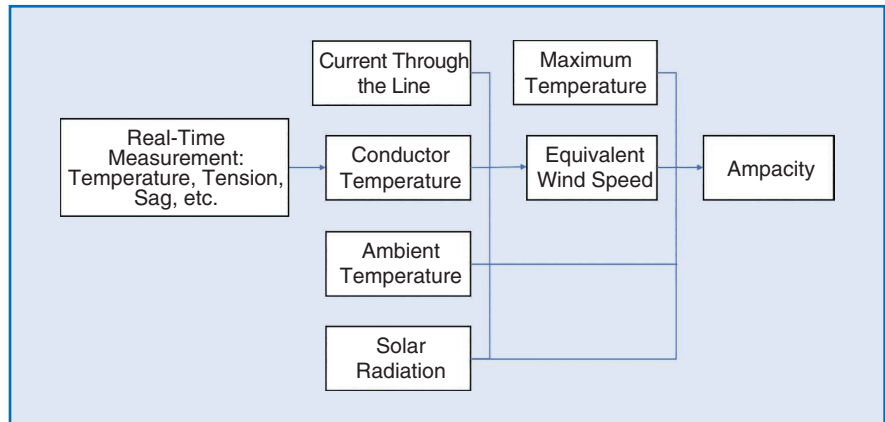 Current Through
the Line
Maximum
Temperature
Real-Time
Measurement:
Temperature, Tension,
Sag, etc.
Conductor
Temperature
Equivalent
Wind Speed
Ampacity
Ambient
Temperature
Solar
Radiation